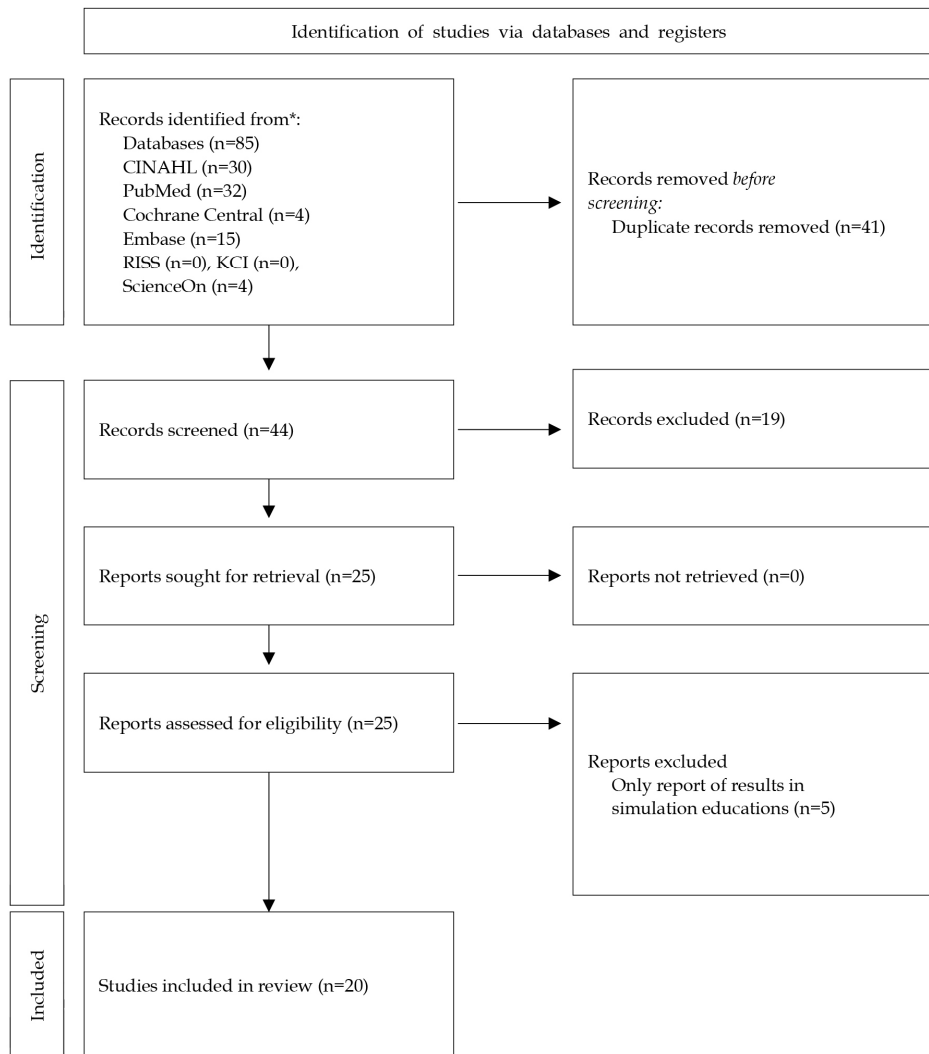 Identification of studies via databases and registers
Identification
Records identified from*:
Databases (n=85)
CINAHL (n=30)
PubMed (n=32)
Cochrane Central (n=4)
Embase (n=15)
RISS (n=0), KCI (n=0),
ScienceOn (n=4)
Records removed before
screening:
Duplicate records removed (n=41)
Screening
Records screened (n=44)
Records excluded (n=19)
Reports sought for retrieval (n=25)
Reports not retrieved (n=0)
Reports assessed for eligibility (n=25)
Reports excluded
Only report of results in
simulation educations (n=5)
Included
Studies included in review (n=20)